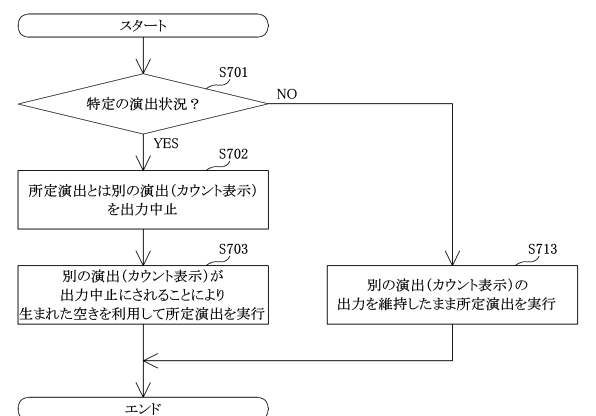 スタート
S701
特定の演出状況?
NO
YES
S702
所定演出とは別の演出(カウント表示)
を出力中止
S703
別の演出(カウント表示)が
出力中止にされることにより
生まれた空きを利用して所定演出を実行
S713
別の演出(カウント表示)の
出力を維持したまま所定演出を実行
エンド